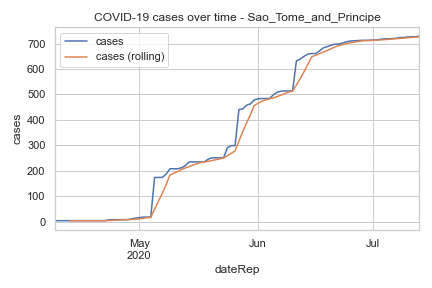 COVID-19 cases over time - Sao_Tome_and_Principe
cases
cases (rolling)
700
600
500
400
300
200
100
0
cases
May
2020
Jun
Jul
dateRep